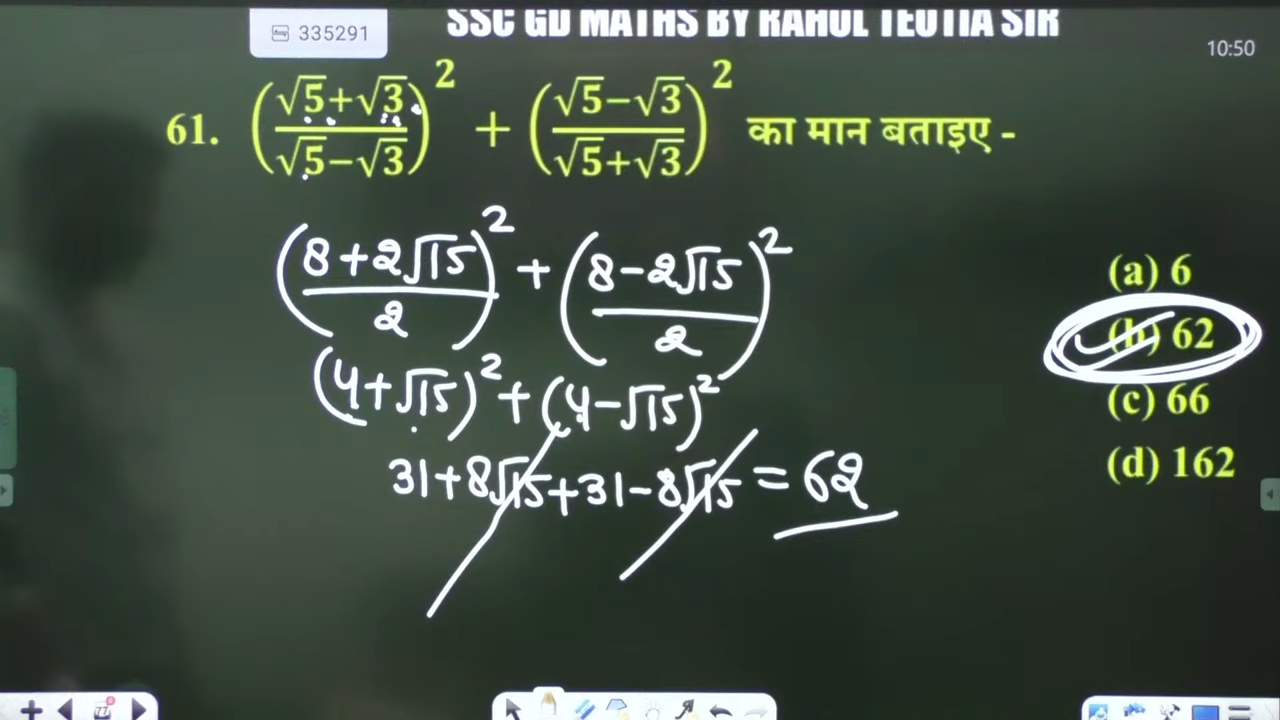 335291
SSC GD MATHS BY RAHUL TEOTIA SIR
10:50
61. ((√5+√3)/(√5−√3))² + ((√5−√3)/(√5+√3))² का मान बताइए -
((8+2√15)/2)² + ((8−2√15)/2)²
(4+√15)² + (4−√15)²
31+8√15+31−8√15 = 62
(a) 6
(b) 62
(c) 66
(d) 162